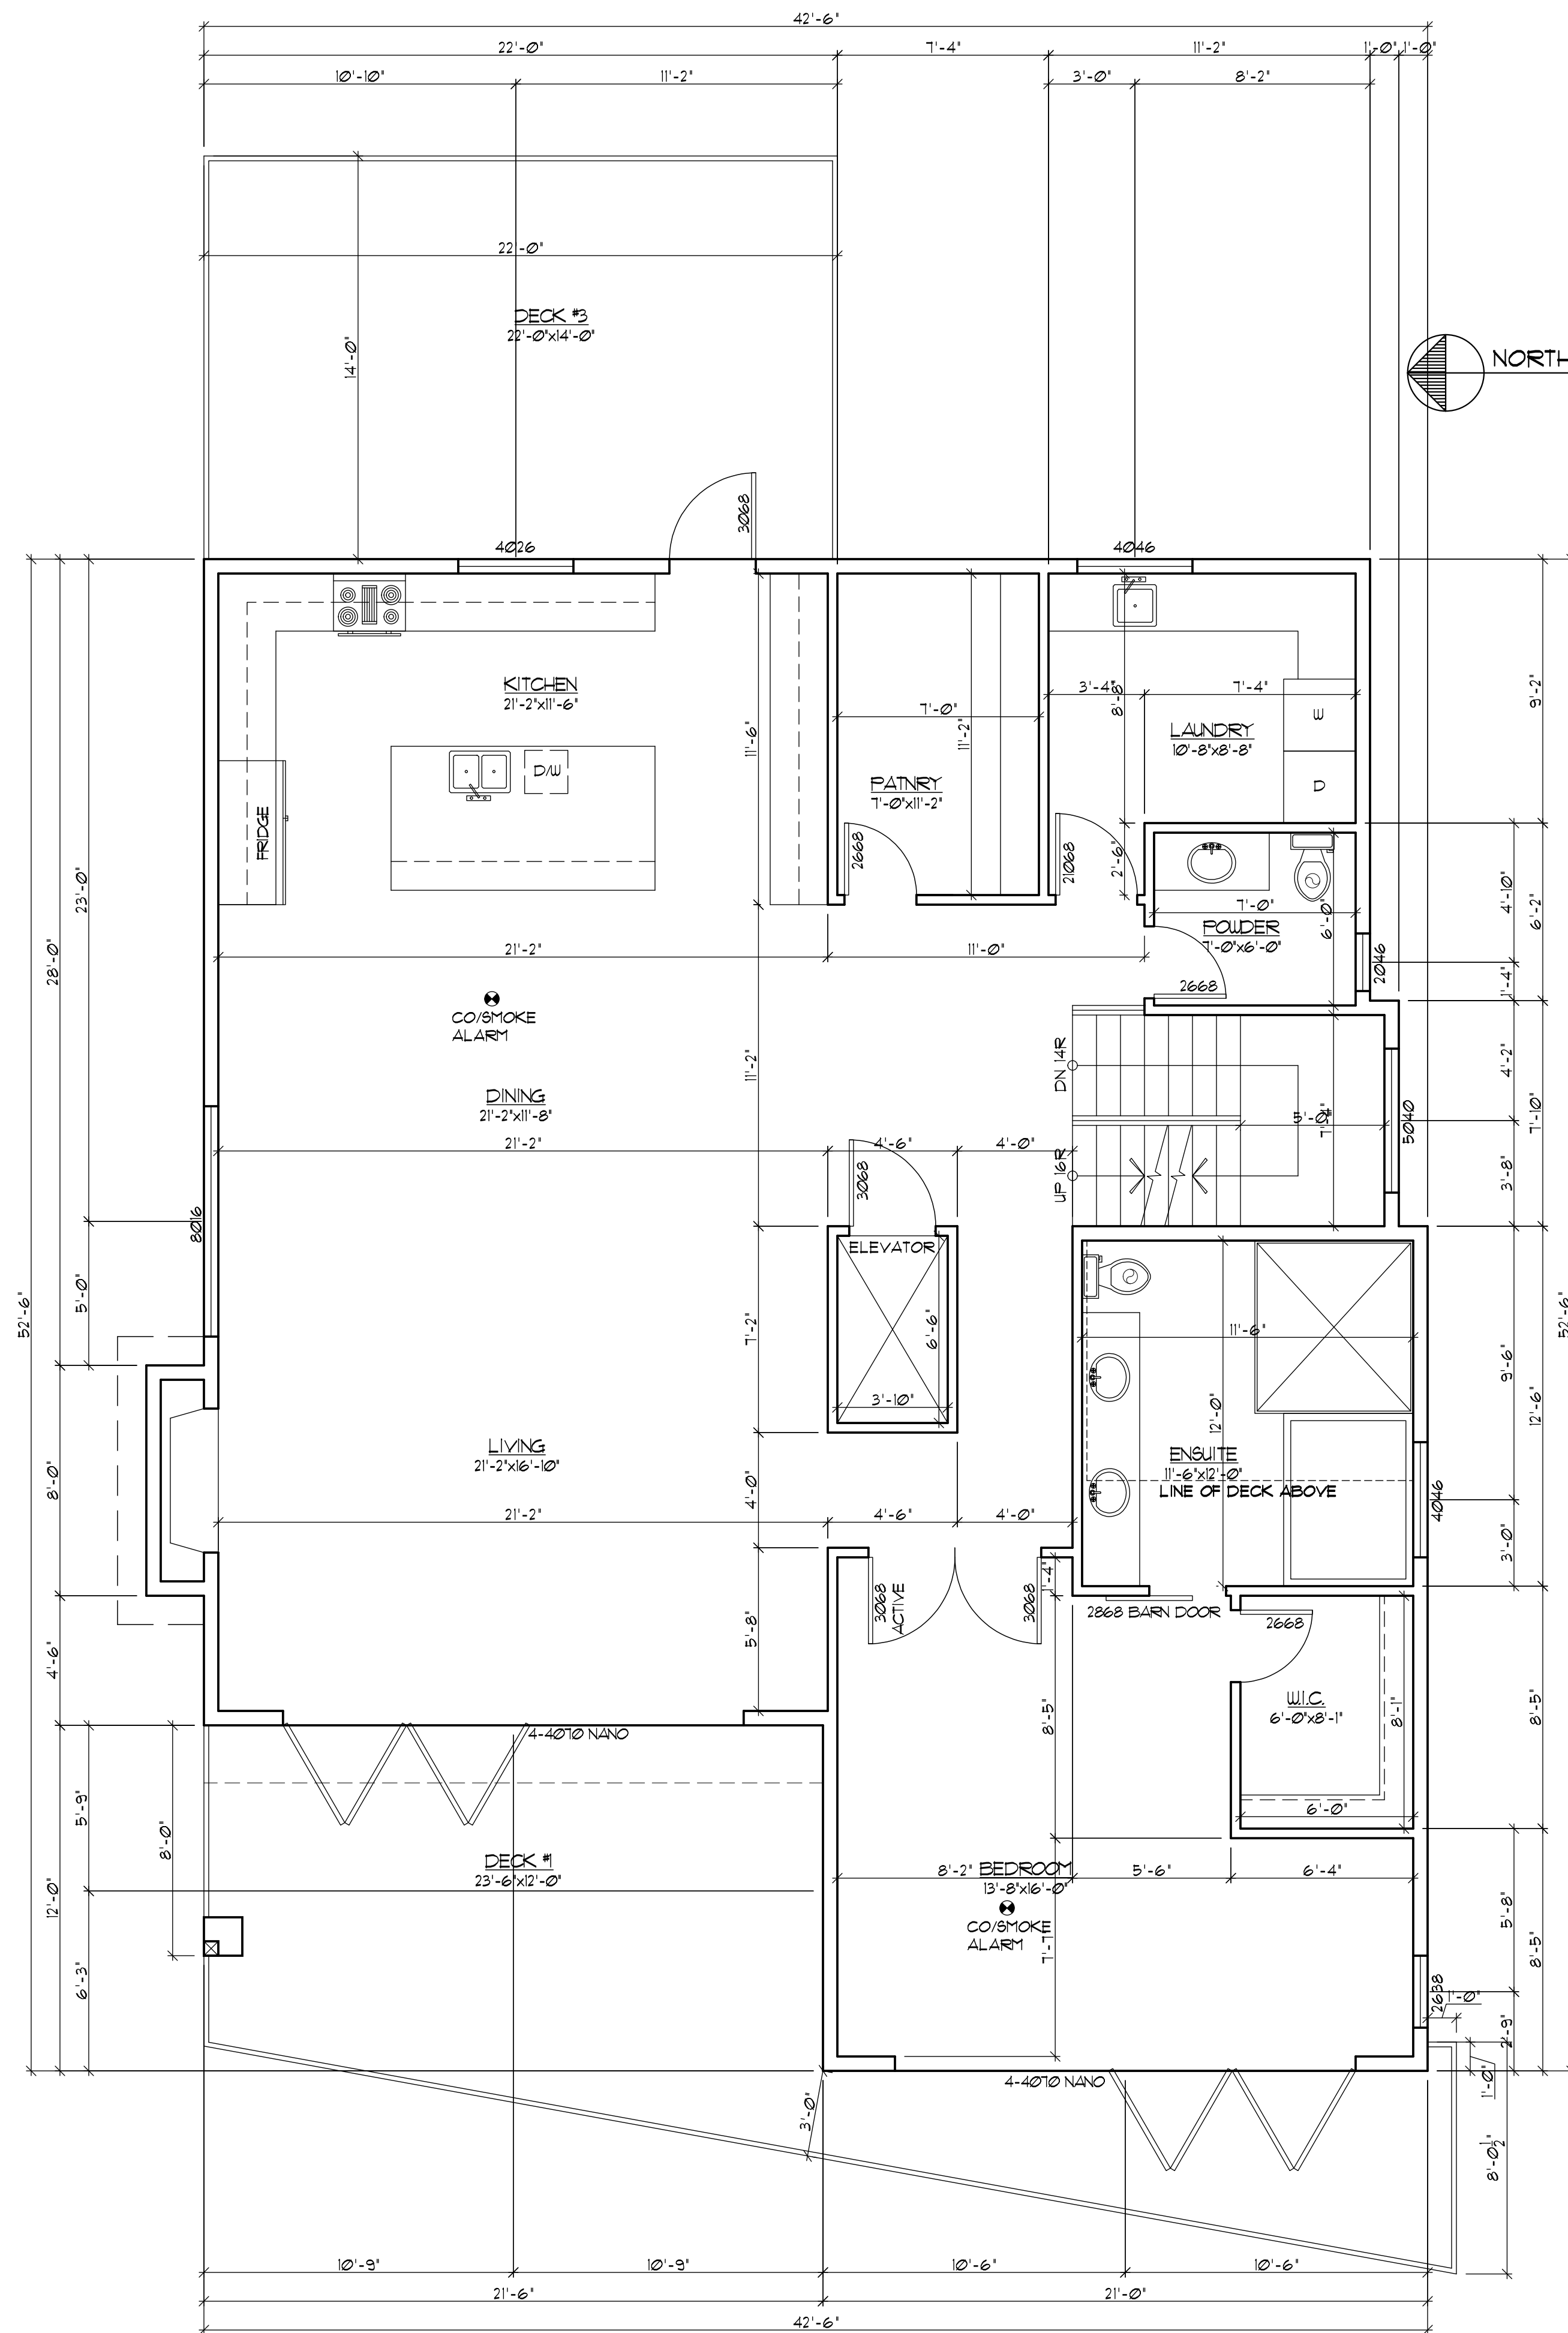 42'-6"
22'-0"
7'-4"
11'-2"
1'-0"
1'-0"
10'-10"
11'-2"
3'-0"
8'-2"
22'-0"
DECK #3
22'-0"x14'-0"
14'-0"
NORTH
3068
4026
4046
KITCHEN
21'-2"x11'-6"
3'-4"
7'-4"
8'-8"
7'-0"
11'-6"
11'-2"
LAUNDRY
10'-8"x8'-8"
W
D
9'-2"
D/W
PATNRY
7'-0"x11'-2"
FRIDGE
2668
21068
2'-6"
23'-0"
28'-0"
7'-0"
6'-0"
POWDER
7'-0"x6'-0"
4'-10"
6'-2"
21'-2"
11'-0"
2046
1'-4"
2668
CO/SMOKE
ALARM
DN 14R
11'-2"
4'-2"
DINING
21'-2"x11'-8"
5'-0"
7'-4"
5040
7'-10"
21'-2"
4'-6"
4'-0"
3068
UP 16R
3'-8"
8016
ELEVATOR
5'-0"
52'-6"
7'-2"
6'-6"
11'-6"
52'-6"
9'-6"
3'-10"
12'-0"
12'-6"
LIVING
21'-2"x16'-10"
ENSUITE
11'-6"x12'-0"
LINE OF DECK ABOVE
8'-0"
4'-0"
4046
21'-2"
4'-6"
4'-0"
3'-0"
1'-4"
3068
ACTIVE
3068
2868 BARN DOOR
2668
5'-8"
4'-6"
W.I.C.
6'-0"x8'-1"
8'-5"
8'-1"
8'-5"
4-4070 NANO
5'-9"
8'-0"
6'-0"
DECK #1
23'-6"x12'-0"
8'-2"
BEDROOM
13'-8"x16'-0"
5'-6"
6'-4"
12'-0"
CO/SMOKE
ALARM
7'-7"
5'-8"
8'-5"
6'-3"
2638
1'-0"
2'-9"
1'-0"
4-4070 NANO
3'-0"
8'-0 1/2"
10'-9"
10'-9"
10'-6"
10'-6"
21'-6"
21'-0"
42'-6"